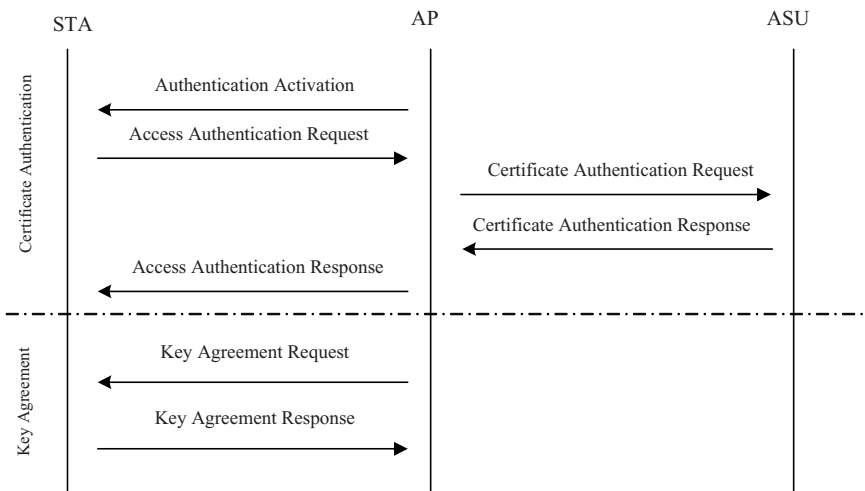 STA
AP
ASU
Certificate Authentication
Authentication Activation
Access Authentication Request
Certificate Authentication Request
Certificate Authentication Response
Access Authentication Response
Key Agreement
Key Agreement Request
Key Agreement Response